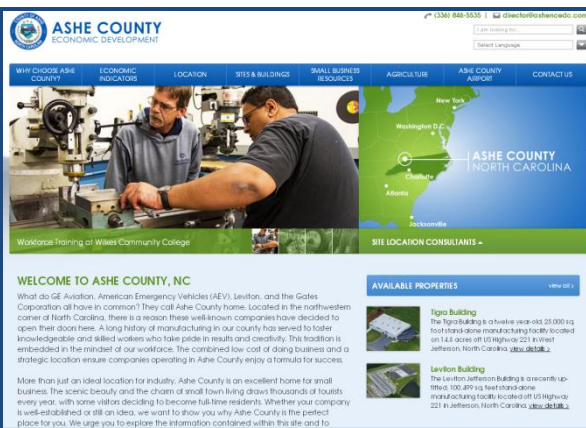 (336) 846-5535 | director@ashencedc.com
ASHE COUNTY
ECONOMIC DEVELOPMENT
I am looking for...
Select Language
WHY CHOOSE ASHE COUNTY?
ECONOMIC INDICATORS
LOCATION
SITES & BUILDINGS
SMALL BUSINESS RESOURCES
AGRICULTURE
ASHE COUNTY AIRPORT
CONTACT US
New York
Washington D.C.
ASHE COUNTY
NORTH CAROLINA
Charlotte
Atlanta
Jacksonville
Workforce Training at Wilkes Community College
SITE LOCATION CONSULTANTS
WELCOME TO ASHE COUNTY, NC
What do GE Aviation, American Emergency Vehicles (AEV), Leviton, and the Gates
Corporation all have in common? They call Ashe County home. Located in the northwestern
corner of North Carolina, there is a reason these well-known companies have decided to
open their doors here. A long history of manufacturing in our county has served to foster
knowledgeable and skilled workers who take pride in results and creativity. This tradition is
embedded in the mindset of our workforce. The combined low cost of doing business and a
strategic location ensure companies operating in Ashe County enjoy a formula for success.
More than just an ideal location for industry, Ashe County is an excellent home for small
business. The scenic beauty and the charm of small town living draws thousands of tourists
every year, with some visitors deciding to become full-time residents. Whether your company
is well-established or still an idea, we want to show you why Ashe County is the perfect
place for you. We urge you to explore the information contained within this site and to
AVAILABLE PROPERTIES
view all >
Tigra Building
The Tigra Building is a twelve year-old, 23,000 sq.
foot stand-alone manufacturing facility located
on 14.5 acres off US Highway 221 in West
Jefferson, North Carolina. view details >
Leviton Building
The Leviton Jefferson Building is a recently up-
fitted, 100,499 sq. feet stand-alone
manufacturing facility located off US Highway
221 in Jefferson, North Carolina. view details >